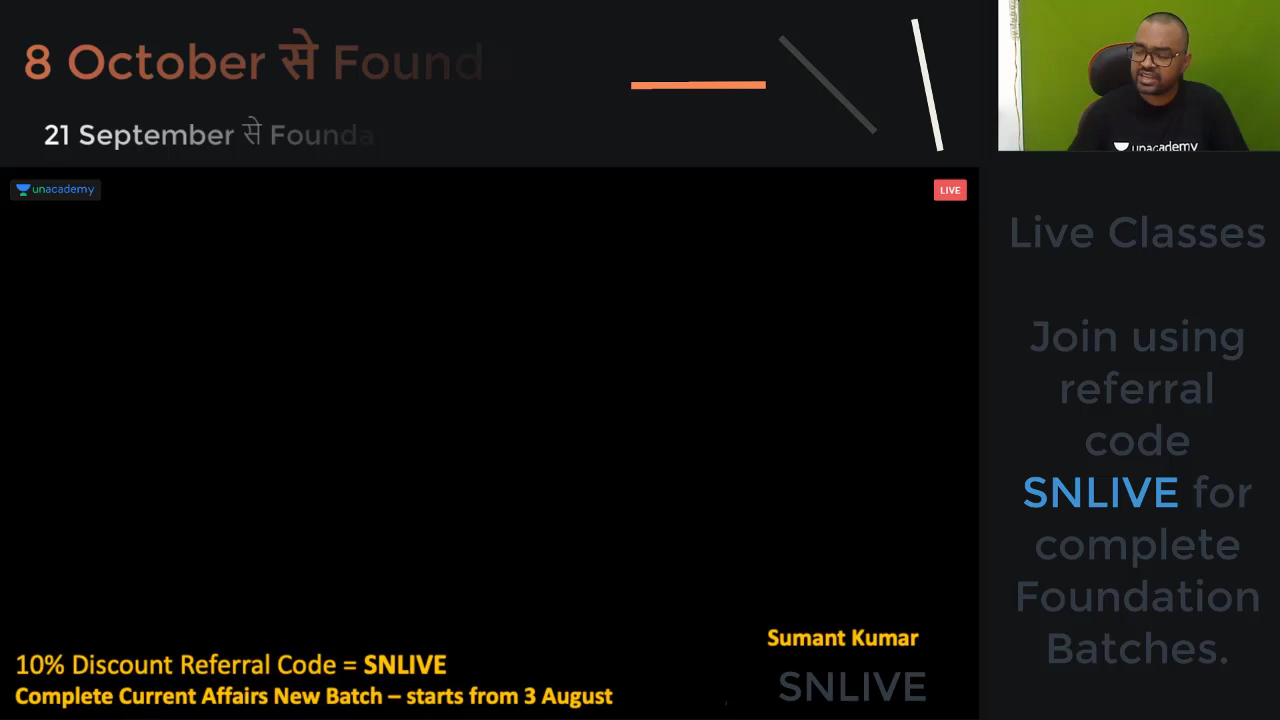 8 October से Found
21 September से Founda
unacademy
LIVE
unacademy
Live Classes
Join using
referral
code
SNLIVE for
complete
Foundation
Batches.
Sumant Kumar
SNLIVE
10% Discount Referral Code = SNLIVE
Complete Current Affairs New Batch – starts from 3 August